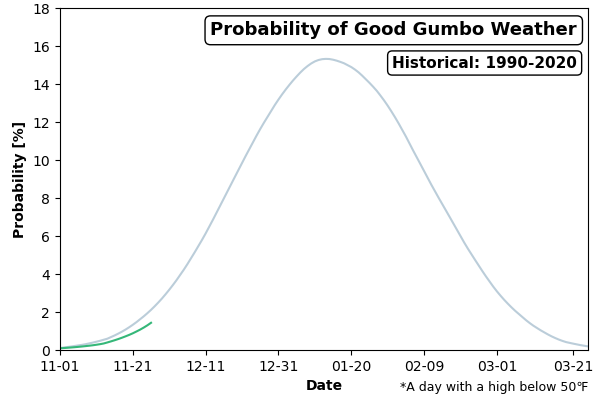 Probability of Good Gumbo Weather
Historical: 1990-2020
Probability [%]
18
16
14
12
10
8
6
4
2
0
11-01 11-21 12-11 12-31 01-20 02-09 03-01 03-21
Date
*A day with a high below 50°F